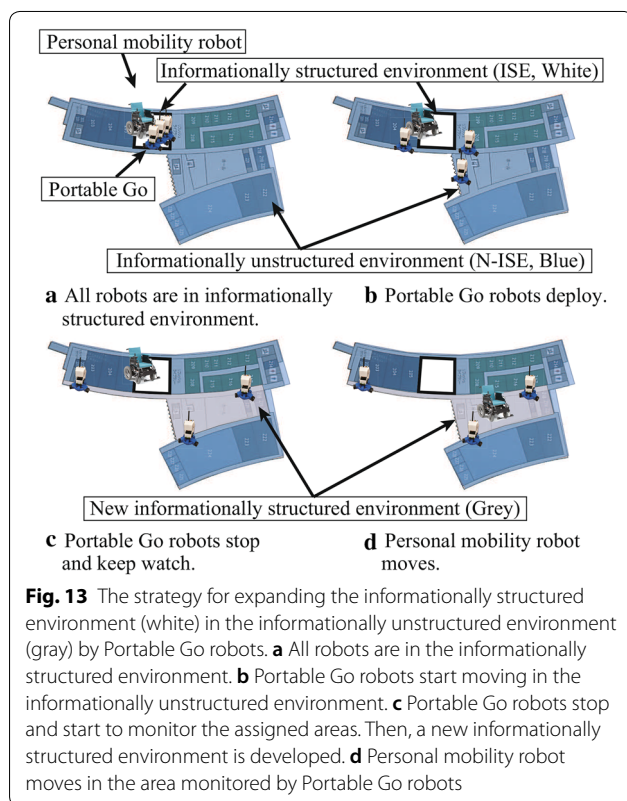 Personal mobility robot
Informationally structured environment (ISE, White)
Portable Go
Informationally unstructured environment (N-ISE, Blue)
a All robots are in informationally
structured environment.
b Portable Go robots deploy.
New informationally structured environment (Grey)
c Portable Go robots stop
and keep watch.
d Personal mobility robot
moves.
Fig. 13 The strategy for expanding the informationally structured
environment (white) in the informationally unstructured environment
(gray) by Portable Go robots. a All robots are in the informationally
structured environment. b Portable Go robots start moving in the
informationally unstructured environment. c Portable Go robots stop
and start to monitor the assigned areas. Then, a new informationally
structured environment is developed. d Personal mobility robot
moves in the area monitored by Portable Go robots